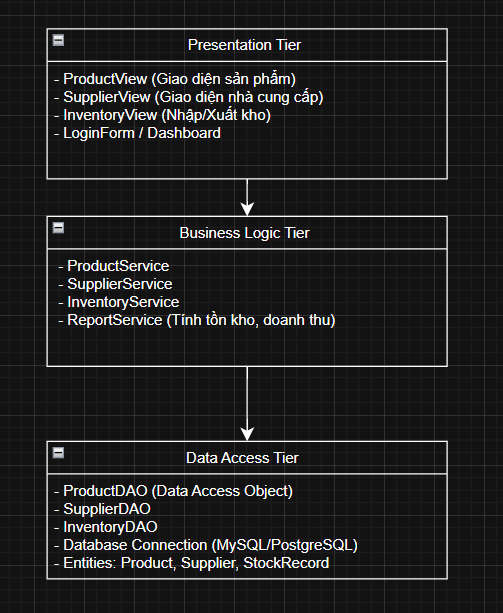 Presentation Tier
- ProductView (Giao diện sản phẩm)
- SupplierView (Giao diện nhà cung cấp)
- InventoryView (Nhập/Xuất kho)
- LoginForm / Dashboard
Business Logic Tier
- ProductService
- SupplierService
- InventoryService
- ReportService (Tính tồn kho, doanh thu)
Data Access Tier
- ProductDAO (Data Access Object)
- SupplierDAO
- InventoryDAO
- Database Connection (MySQL/PostgreSQL)
- Entities: Product, Supplier, StockRecord